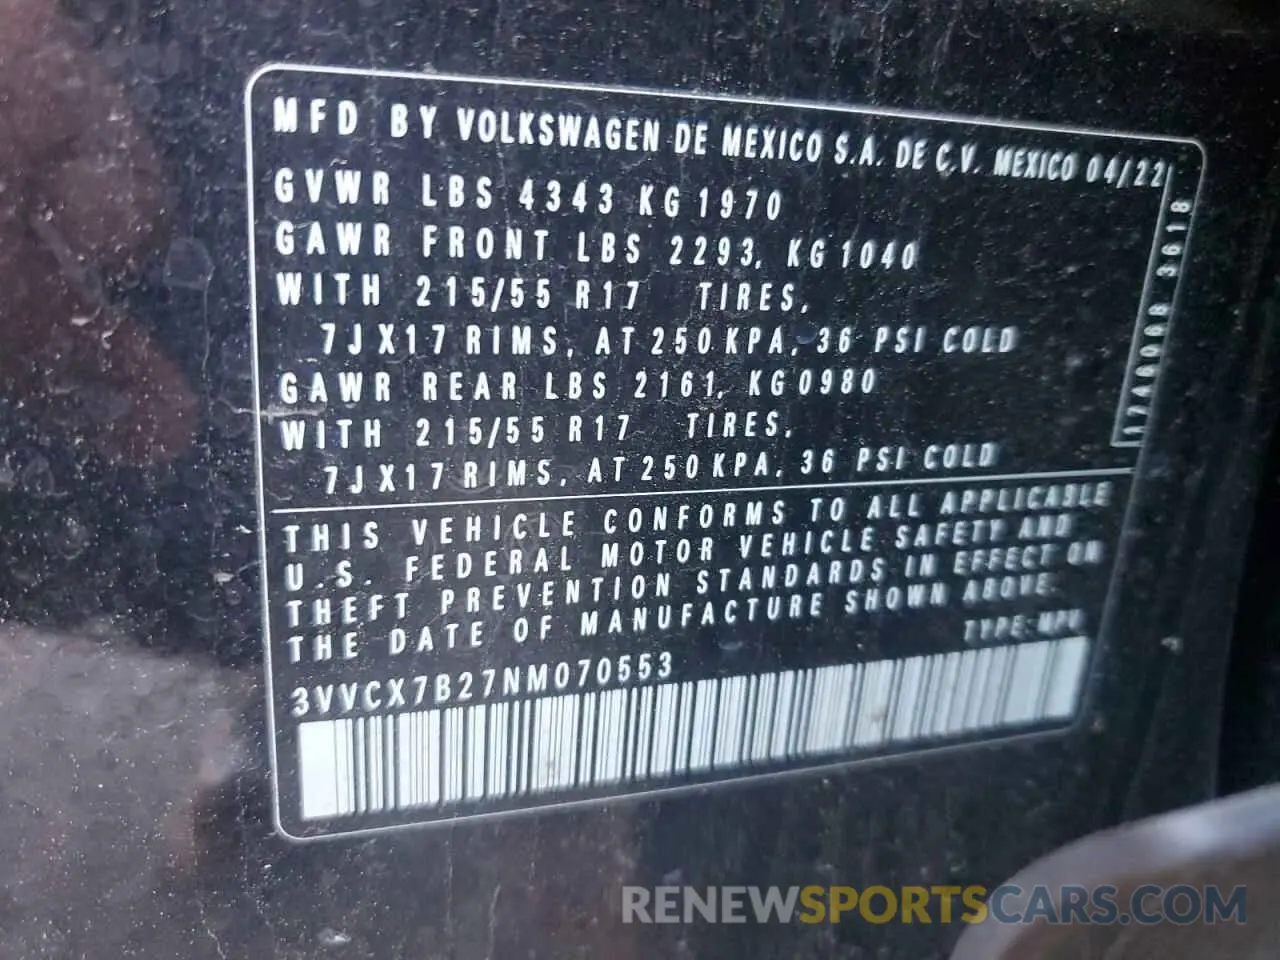 MFD BY VOLKSWAGEN DE MEXICO S.A. DE C.V. MEXICO 04/22
GVWR LBS 4343 KG 1970
GAWR FRONT LBS 2293, KG 1040
WITH 215/55 R17 TIRES,
7JX17 RIMS, AT 250 KPA, 36 PSI COLD
GAWR REAR LBS 2161, KG 0980
WITH 215/55 R17 TIRES,
7JX17 RIMS, AT 250 KPA, 36 PSI COLD
THIS VEHICLE CONFORMS TO ALL APPLICABLE
U.S. FEDERAL MOTOR VEHICLE SAFETY AND
THEFT PREVENTION STANDARDS IN EFFECT ON
THE DATE OF MANUFACTURE SHOWN ABOVE.
TYPE: MPV
3VVCX7B27NM070553
RENEWSPORTSCARS.COM